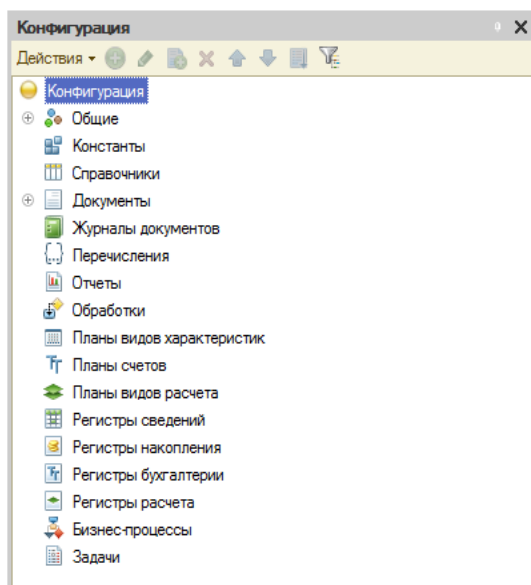 Конфигурация
Действия
Конфигурация
Общие
Константы
Справочники
Документы
Журналы документов
Перечисления
Отчеты
Обработки
Планы видов характеристик
Планы счетов
Планы видов расчета
Регистры сведений
Регистры накопления
Регистры бухгалтерии
Регистры расчета
Бизнес-процессы
Задачи